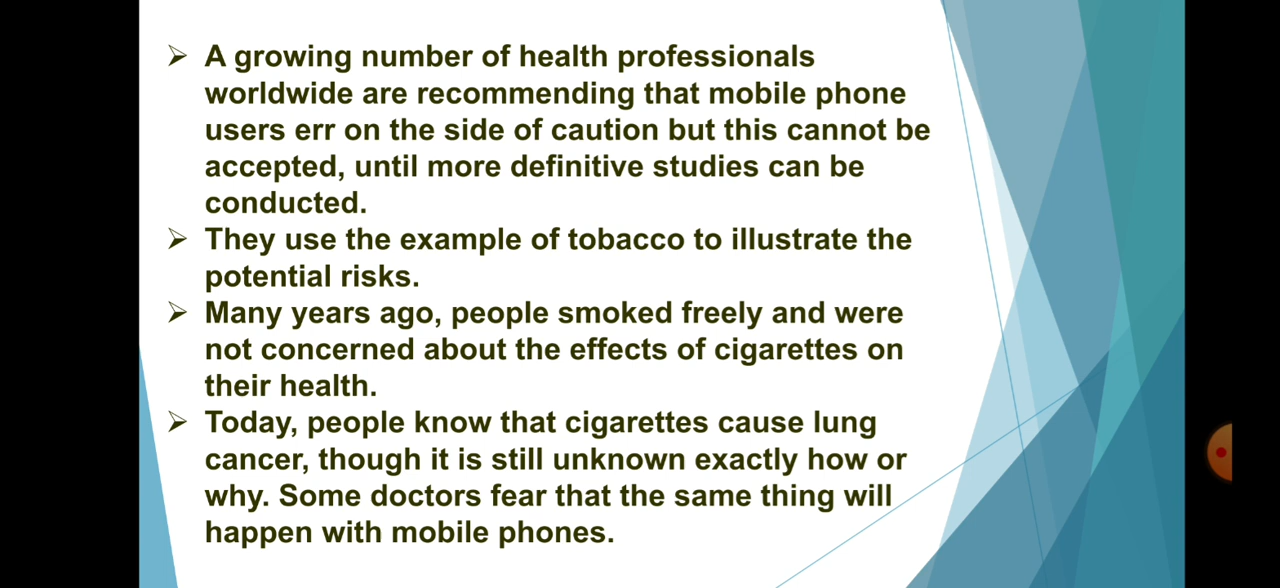 ➢ A growing number of health professionals
worldwide are recommending that mobile phone
users err on the side of caution but this cannot be
accepted, until more definitive studies can be
conducted.
➢ They use the example of tobacco to illustrate the
potential risks.
➢ Many years ago, people smoked freely and were
not concerned about the effects of cigarettes on
their health.
➢ Today, people know that cigarettes cause lung
cancer, though it is still unknown exactly how or
why. Some doctors fear that the same thing will
happen with mobile phones.